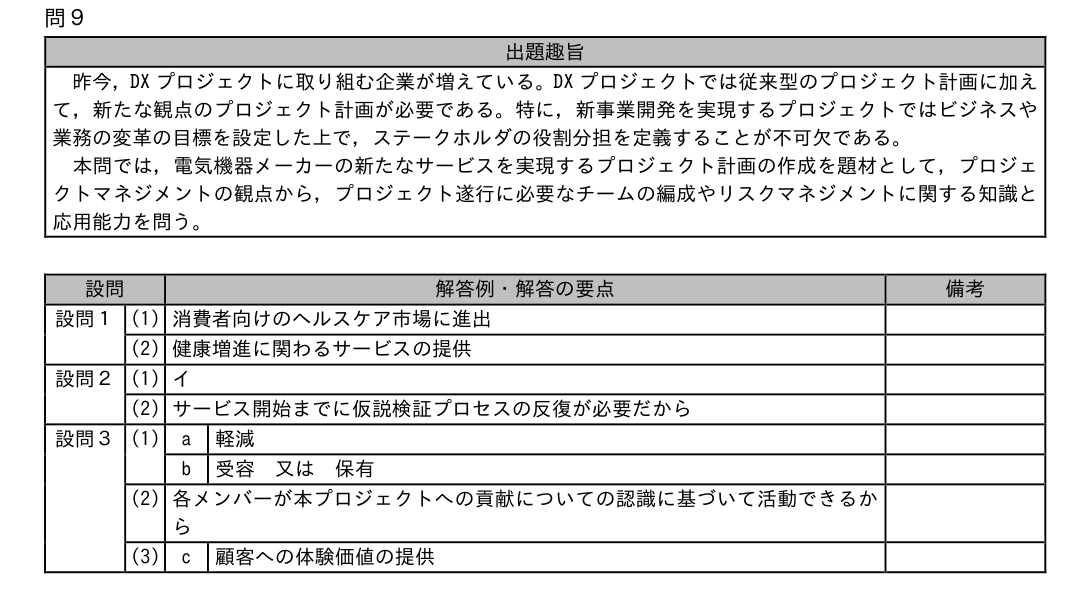 問９
出題趣旨
昨今，DX プロジェクトに取り組む企業が増えている。DX プロジェクトでは従来型のプロジェクト計画に加え
て，新たな観点のプロジェクト計画が必要である。特に，新事業開発を実現するプロジェクトではビジネスや
業務の変革の目標を設定した上で，ステークホルダの役割分担を定義することが不可欠である。
本問では，電気機器メーカーの新たなサービスを実現するプロジェクト計画の作成を題材として，プロジェ
クトマネジメントの観点から，プロジェクト遂行に必要なチームの編成やリスクマネジメントに関する知識と
応用能力を問う。
設問 解答例・解答の要点 備考
設問１ (1) 消費者向けのヘルスケア市場に進出
(2) 健康増進に関わるサービスの提供
設問２ (1) イ
(2) サービス開始までに仮説検証プロセスの反復が必要だから
設問３ (1) a 軽減
b 受容　又は　保有
(2) 各メンバーが本プロジェクトへの貢献についての認識に基づいて活動できるか
ら
(3) c 顧客への体験価値の提供